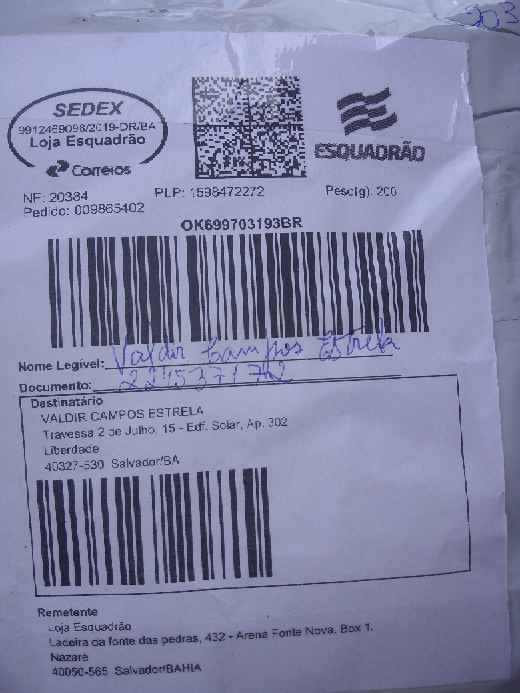 303
SEDEX
9912469098/2019-DR/BA
Loja Esquadrão
Correios
ESQUADRÃO
NF: 20384 PLP: 1598472272 Peso(g): 200
Pedido: 009865402
OK699703193BR
Nome Legível: Valdir Campos Estrela
Documento:
Destinatário
VALDIR CAMPOS ESTRELA
Travessa 2 de Julho, 15 - Edf. Solar, Ap. 302
Liberdade
40327-530 Salvador/BA
Remetente
Loja Esquadrão
Ladeira da fonte das pedras, 432 - Arena Fonte Nova. Box 1.
Nazaré
40050-565 Salvador/BAHIA